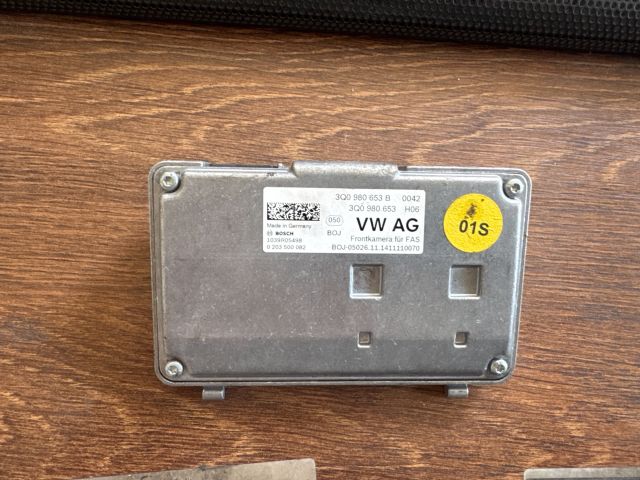 3Q0 980 653 B 0042
3Q0 980 653 H06
Made in Germany
BOSCH
1039R05498
0 203 500 082
050
BOJ
VW AG
Frontkamera für FAS
BOJ-05026.11.1411110070
01S